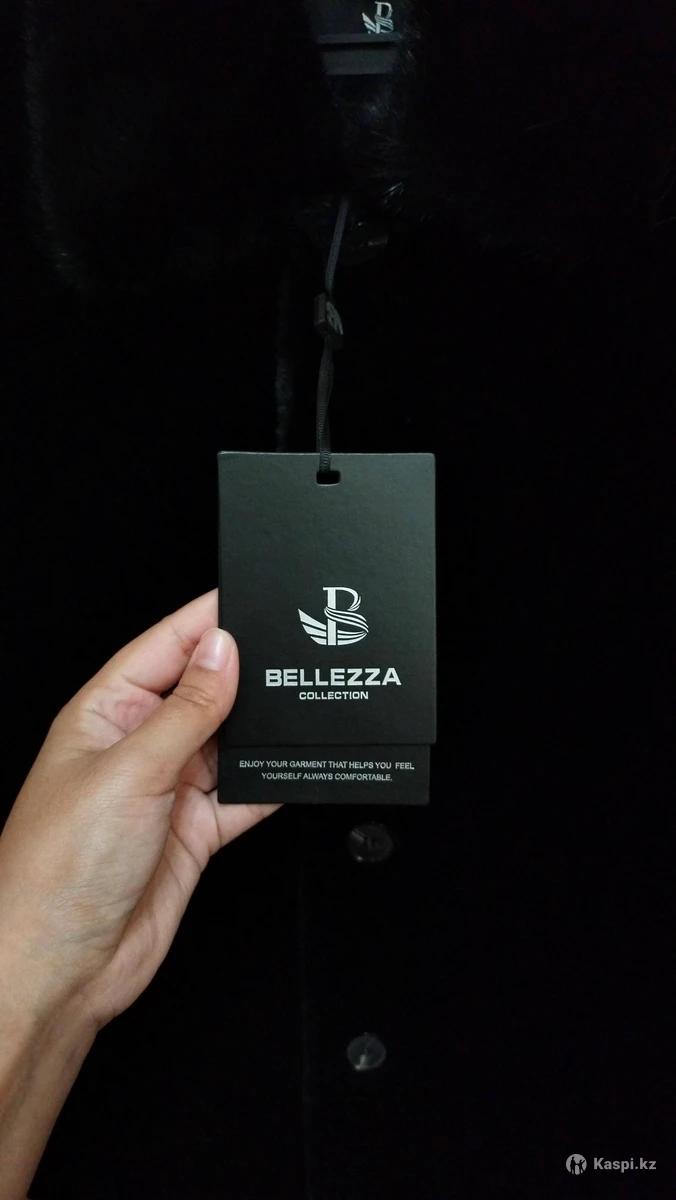 B
B
BELLEZZA
COLLECTION
ENJOY YOUR GARMENT THAT HELPS YOU FEEL
YOURSELF ALWAYS COMFORTABLE.
Kaspi.kz